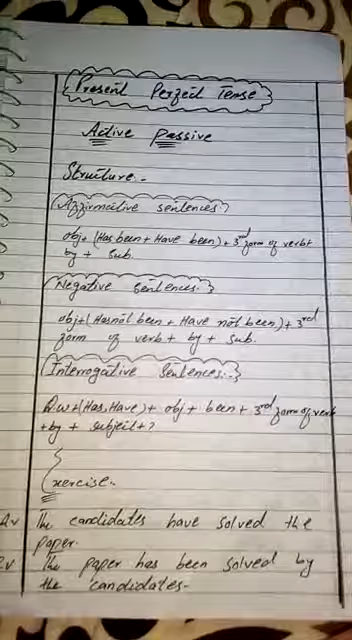 Present Perfect Tense
Active Passive
Structure:-
Affirmative sentences:
obj + (Has been + Have been) + 3rd form of verb +
by + sub.
Negative sentences:
obj + (Has not been + Have not been) + 3rd
form of verb + by + sub.
Interrogative Sentences:
Q.w + (Has, Have) + obj + been + 3rd form of verb
+ by + subject + ?
Exercise:-
A.v The candidates have solved the
paper.
P.v The paper has been solved by
the candidates-